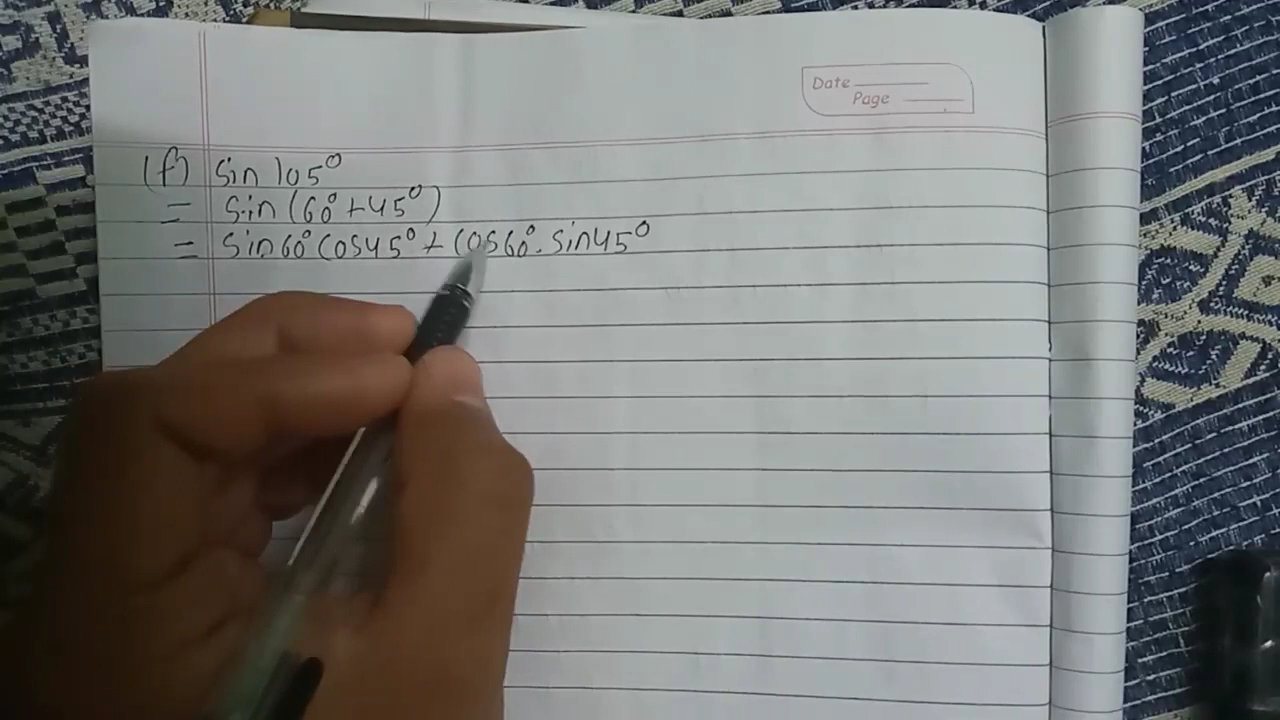 Date
Page
(f) sin 105°
= sin (60° + 45°)
= sin60° cos45° + cos60°. sin45°